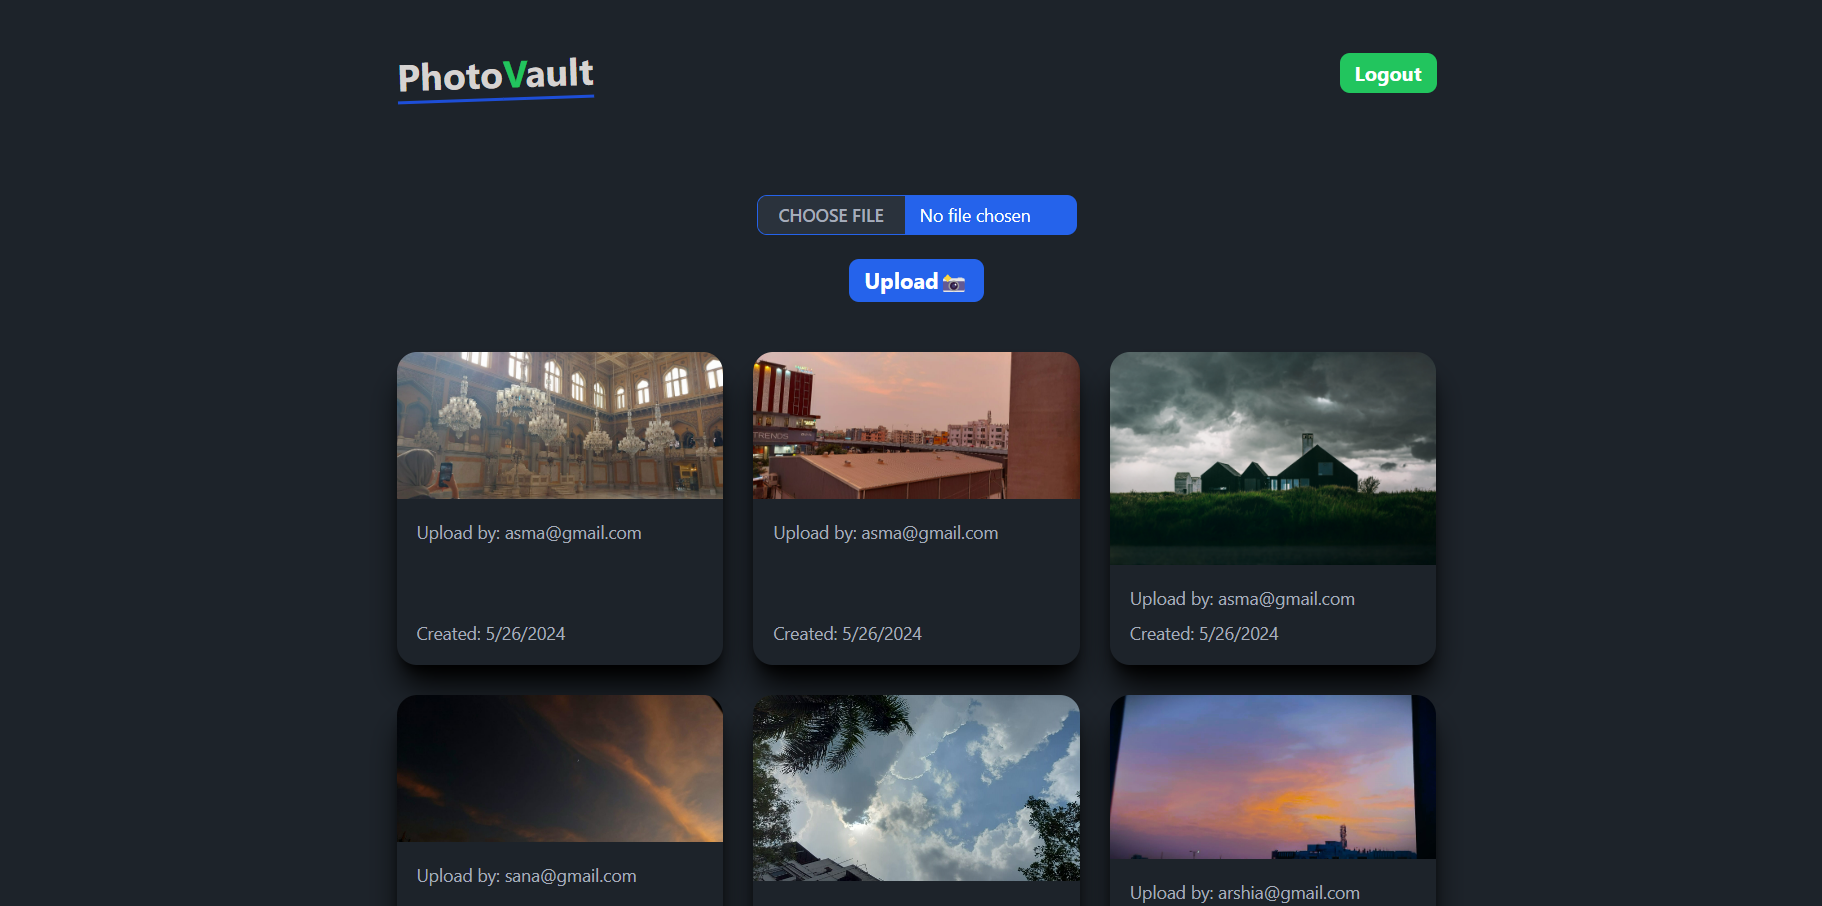 PhotoVault
Logout
CHOOSE FILE No file chosen
Upload
TRENDS
Upload by: asma@gmail.com
Upload by: asma@gmail.com
Upload by: asma@gmail.com
Created: 5/26/2024
Created: 5/26/2024
Created: 5/26/2024
Upload by: sana@gmail.com
Upload by: arshia@gmail.com